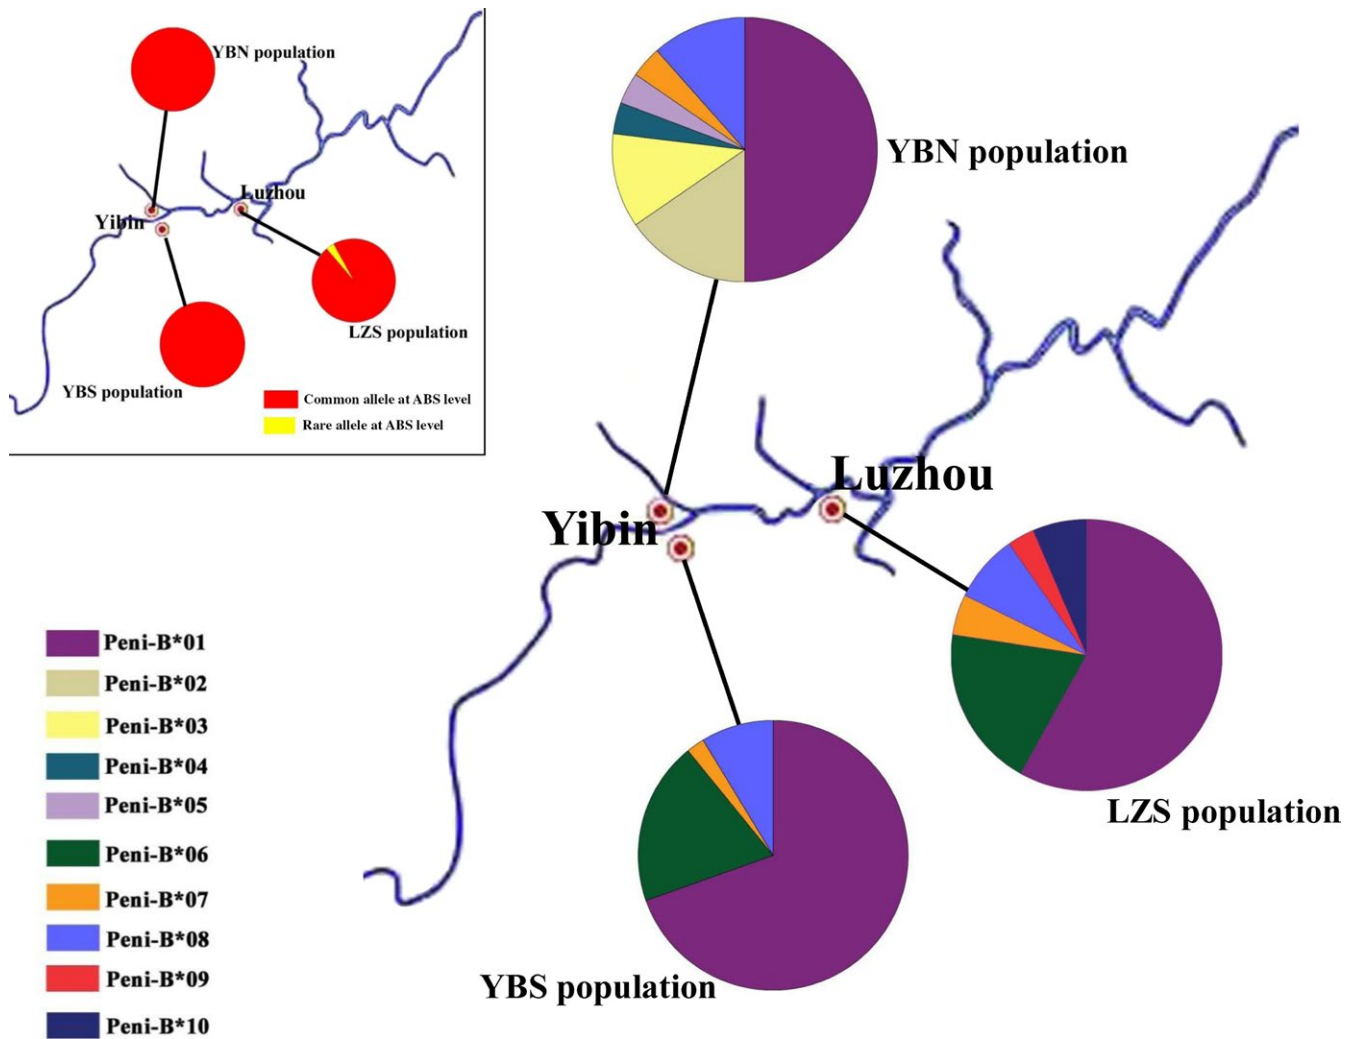 YBN population
Luzhou
Yibin
LZS population
YBS population
Common allele at ABS level
Rare allele at ABS level
YBN population
Luzhou
Yibin
LZS population
YBS population
Peni-B*01
Peni-B*02
Peni-B*03
Peni-B*04
Peni-B*05
Peni-B*06
Peni-B*07
Peni-B*08
Peni-B*09
Peni-B*10